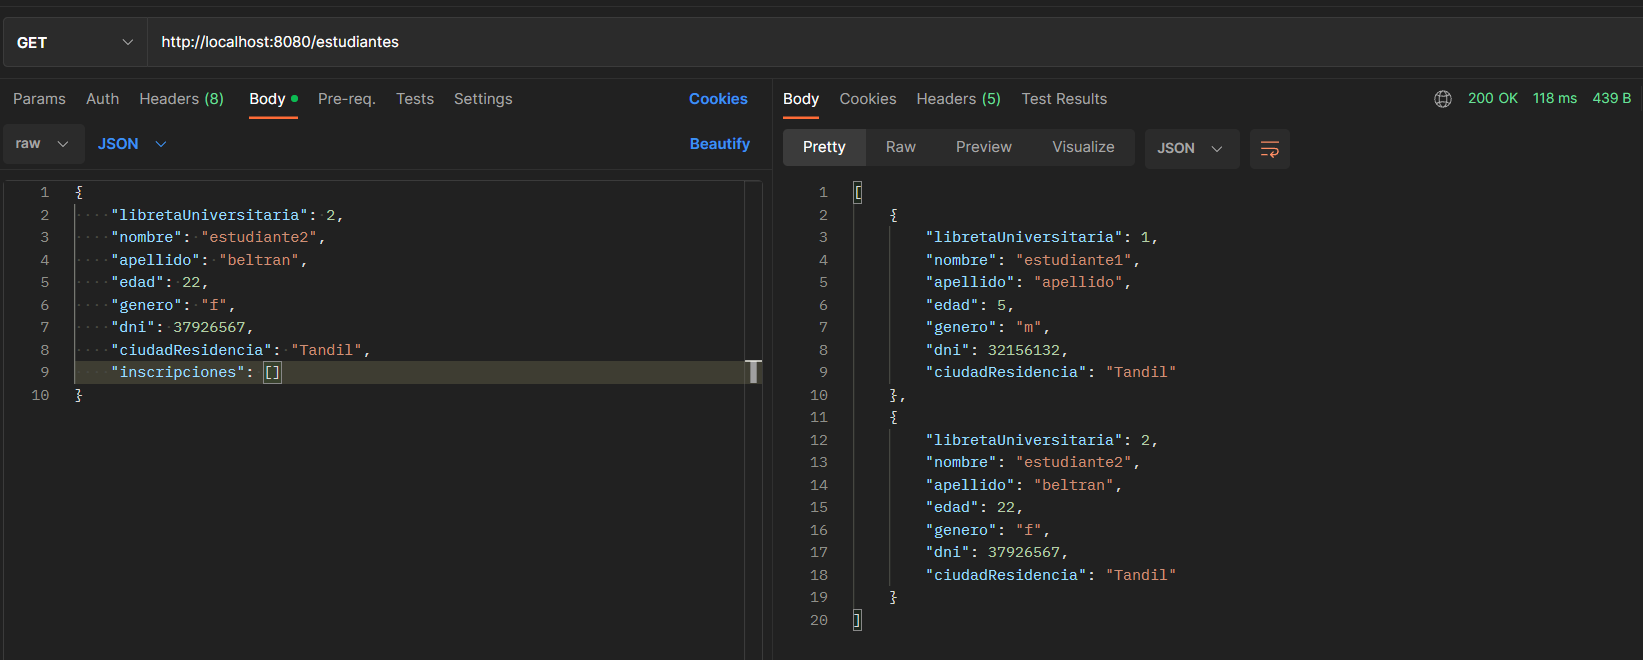 GET http://localhost:8080/estudiantes
Params Auth Headers (8) Body Pre-req. Tests Settings Cookies
raw JSON Beautify
1 {
2 "libretaUniversitaria": 2,
3 "nombre": "estudiante2",
4 "apellido": "beltran",
5 "edad": 22,
6 "genero": "f",
7 "dni": 37926567,
8 "ciudadResidencia": "Tandil",
9 "inscripciones": []
10 }
Body Cookies Headers (5) Test Results 200 OK 118 ms 439 B
Pretty Raw Preview Visualize JSON
1 [
2 {
3 "libretaUniversitaria": 1,
4 "nombre": "estudiante1",
5 "apellido": "apellido",
6 "edad": 5,
7 "genero": "m",
8 "dni": 32156132,
9 "ciudadResidencia": "Tandil"
10 },
11 {
12 "libretaUniversitaria": 2,
13 "nombre": "estudiante2",
14 "apellido": "beltran",
15 "edad": 22,
16 "genero": "f",
17 "dni": 37926567,
18 "ciudadResidencia": "Tandil"
19 }
20 ]